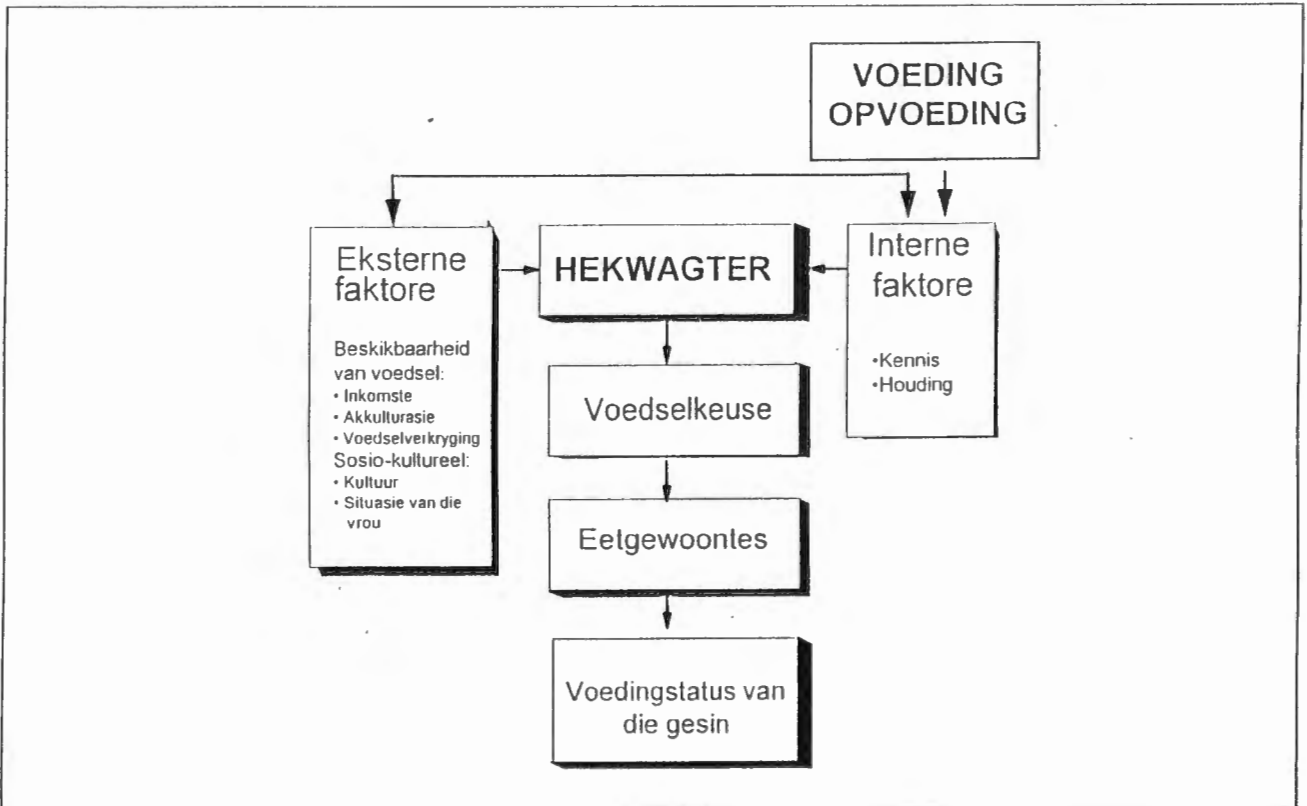 VOEDING
OPVOEDING
Eksterne
faktore
Beskikbaarheid
van voedsel:
• Inkomste
• Akkulturasie
• Voedselverkryging
Sosio-kultureel:
• Kultuur
• Situasie van die
vrou
HEKWAGTER
Interne
faktore
•Kennis
•Houding
Voedselkeuse
Eetgewoontes
Voedingstatus van
die gesin